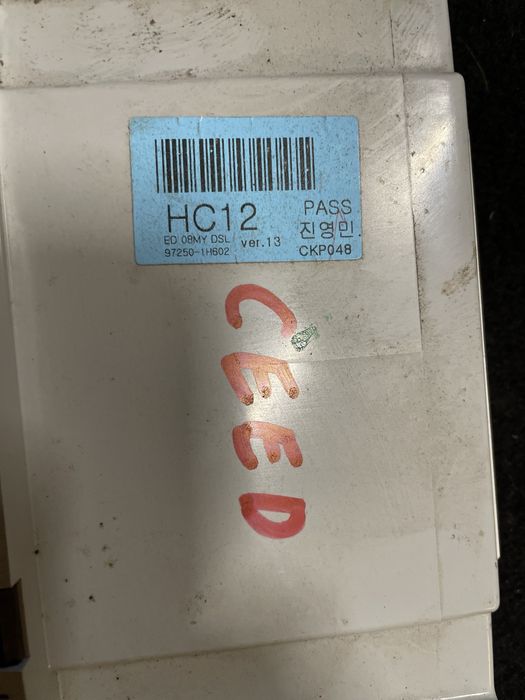 HC12
PASS
ED 08MY DSL
ver.13
진영민
97250-1H602
CKP048
CEED